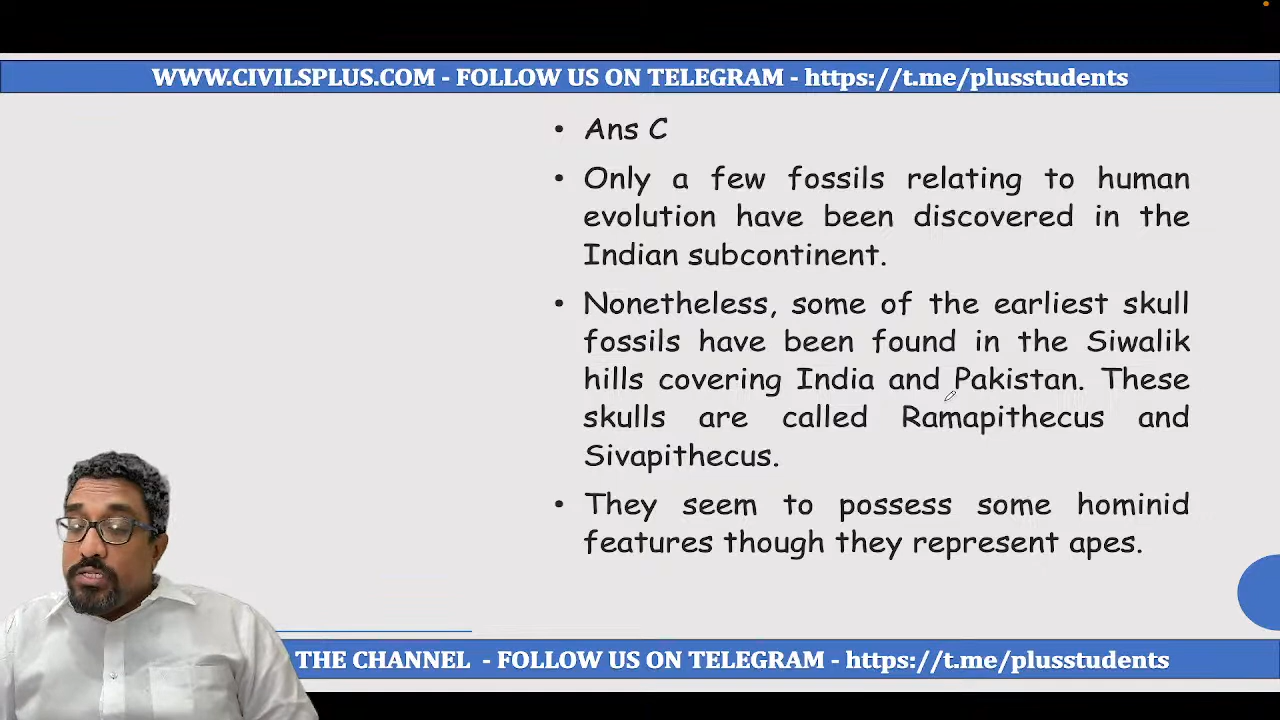 WWW.CIVILSPLUS.COM - FOLLOW US ON TELEGRAM - https://t.me/plusstudents
• Ans C
• Only a few fossils relating to human
evolution have been discovered in the
Indian subcontinent.
• Nonetheless, some of the earliest skull
fossils have been found in the Siwalik
hills covering India and Pakistan. These
skulls are called Ramapithecus and
Sivapithecus.
• They seem to possess some hominid
features though they represent apes.
THE CHANNEL - FOLLOW US ON TELEGRAM - https://t.me/plusstudents